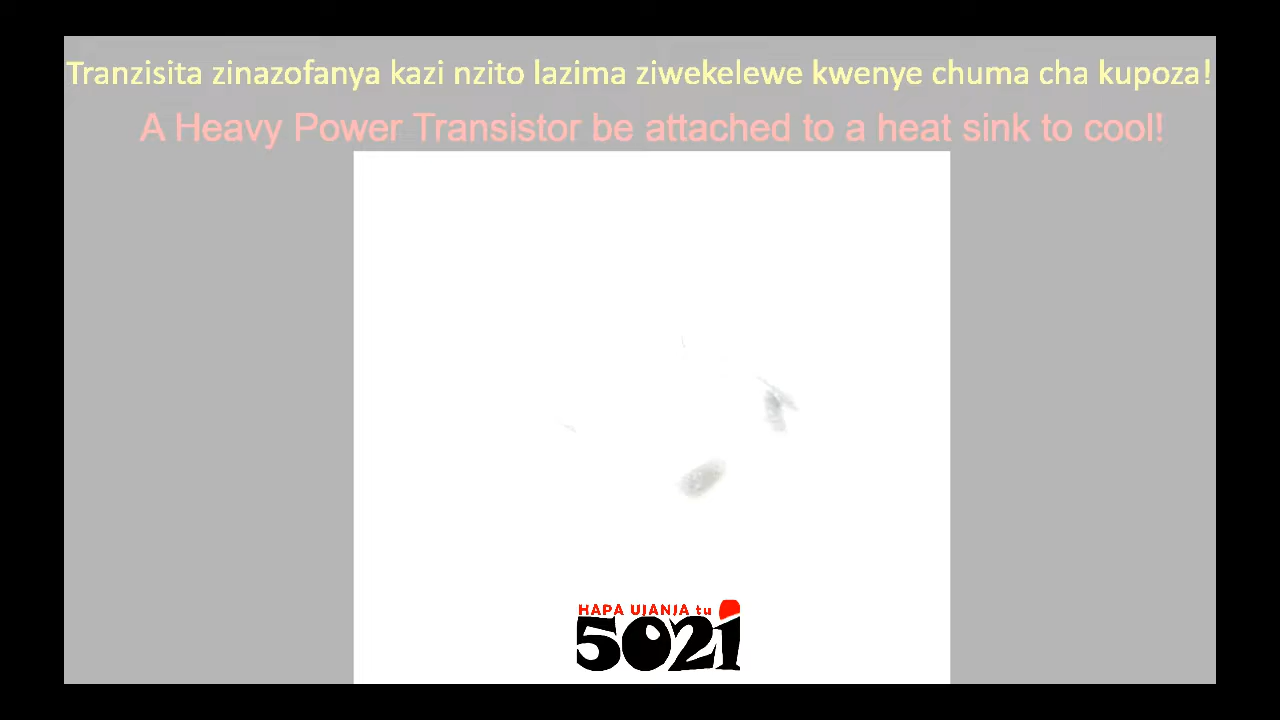 Tranzisita zinazofanya kazi nzito lazima ziwekelewe kwenye chuma cha kupoza!
A Heavy Power Transistor be attached to a heat sink to cool!
HAPA UJANJA tu
5021